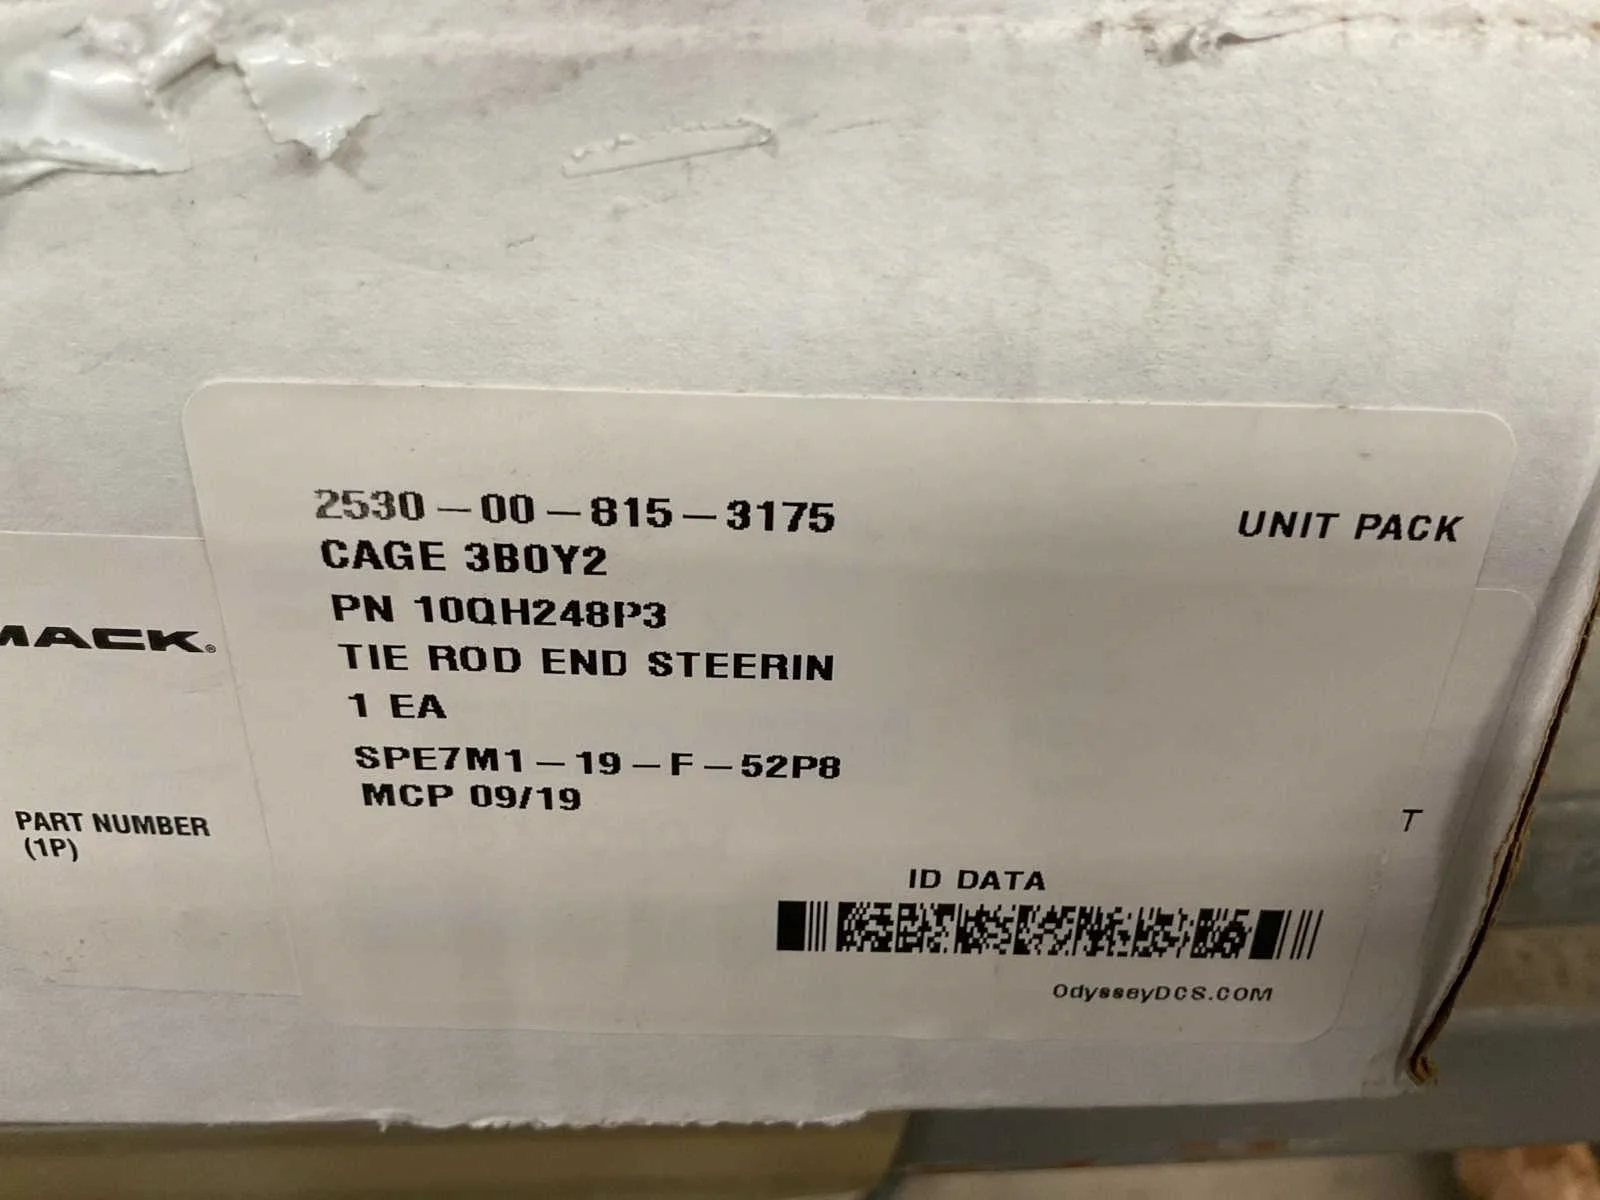 2530-00-815-3175
UNIT PACK
CAGE 3B0Y2
PN 10QH248P3
MACK®
TIE ROD END STEERIN
1 EA
SPE7M1-19-F-52P8
MCP 09/19
PART NUMBER
(1P)
T
ID DATA
OdysseyDCS.COM